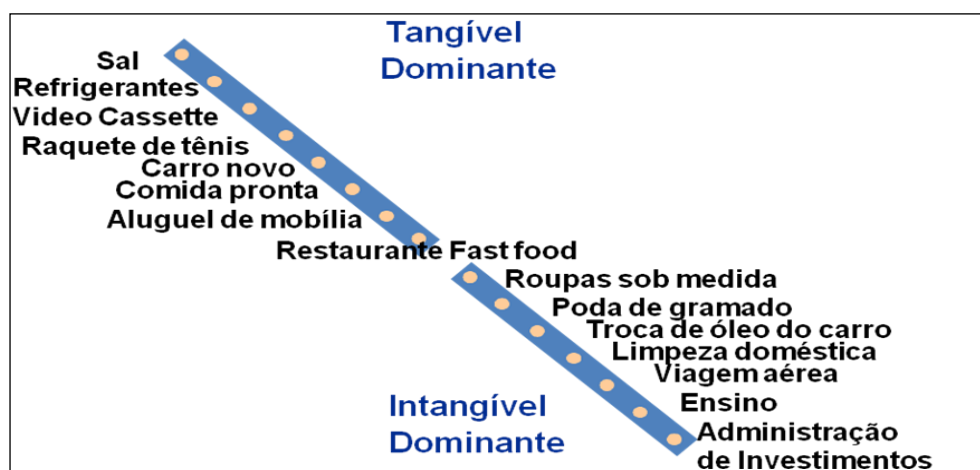 Tangível
Dominante
Sal
Refrigerantes
Video Cassette
Raquete de tênis
Carro novo
Comida pronta
Aluguel de mobília
Restaurante Fast food
Roupas sob medida
Poda de gramado
Troca de óleo do carro
Limpeza doméstica
Viagem aérea
Intangível
Dominante
Ensino
Administração
de Investimentos